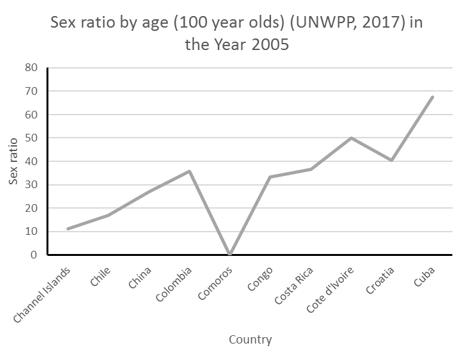 Sex ratio by age (100 year olds) (UNWPP, 2017) in
the Year 2005
80
70
60
50
40
30
20
10
0
Sex ratio
Channel Islands
Chile
China
Colombia
Comoros
Congo
Costa Rica
Cote d'Ivoire
Croatia
Cuba
Country